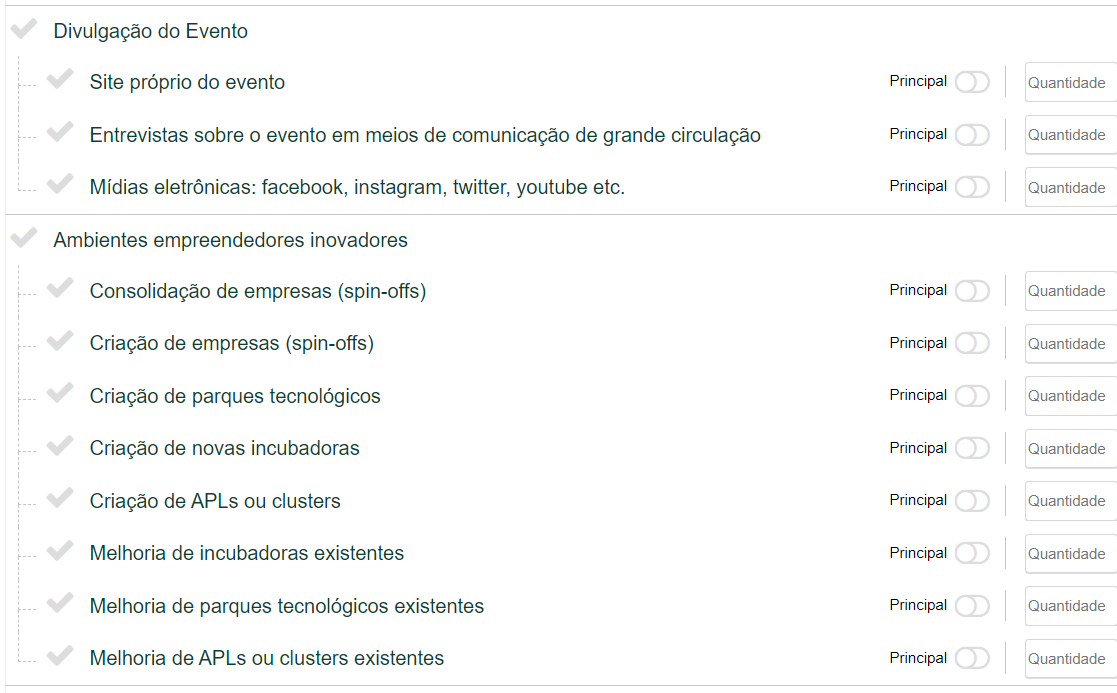 Divulgação do Evento
Site próprio do evento Principal Quantidade
Entrevistas sobre o evento em meios de comunicação de grande circulação Principal Quantidade
Mídias eletrônicas: facebook, instagram, twitter, youtube etc. Principal Quantidade
Ambientes empreendedores inovadores
Consolidação de empresas (spin-offs) Principal Quantidade
Criação de empresas (spin-offs) Principal Quantidade
Criação de parques tecnológicos Principal Quantidade
Criação de novas incubadoras Principal Quantidade
Criação de APLs ou clusters Principal Quantidade
Melhoria de incubadoras existentes Principal Quantidade
Melhoria de parques tecnológicos existentes Principal Quantidade
Melhoria de APLs ou clusters existentes Principal Quantidade